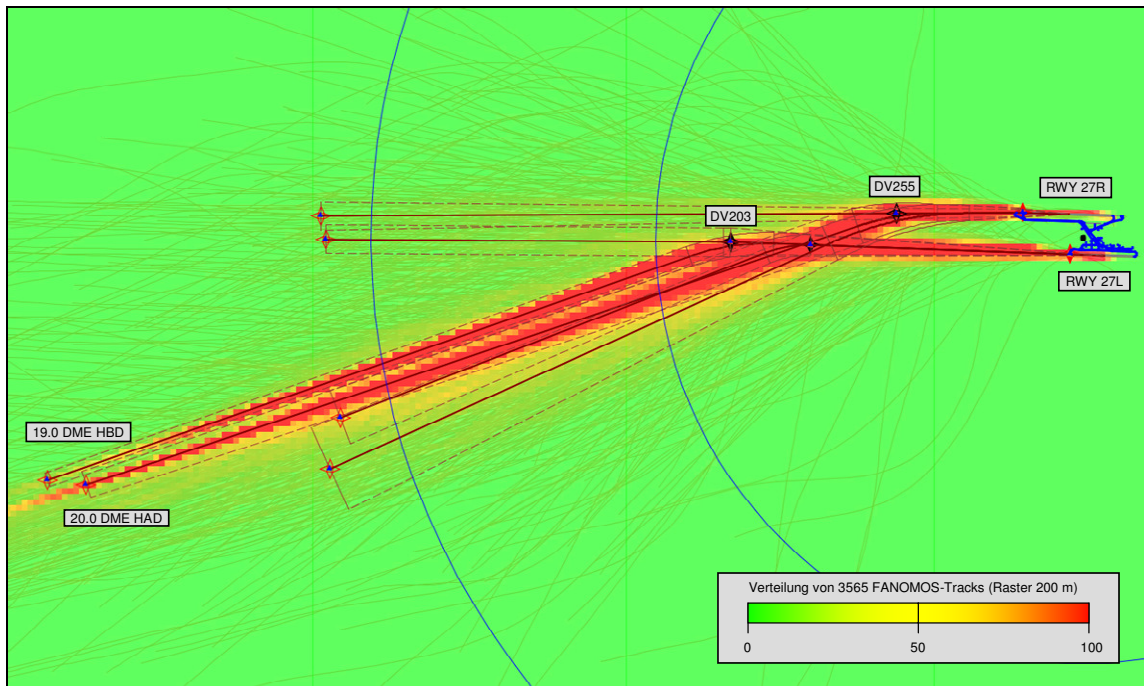 DV255
RWY 27R
DV203
RWY 27L
19.0 DME HBD
20.0 DME HAD
Verteilung von 3565 FANOMOS-Tracks (Raster 200 m)
0 50 100